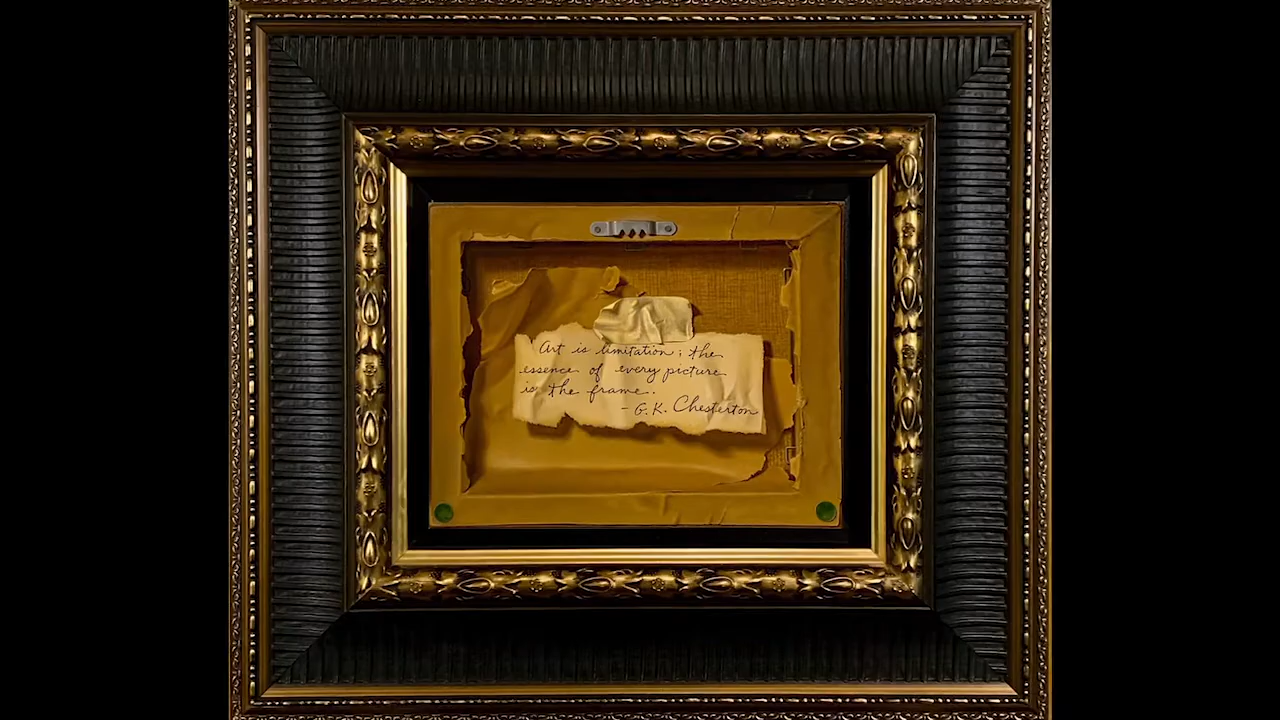 Art is limitation; the
essence of every picture
is the frame.
- G. K. Chesterton